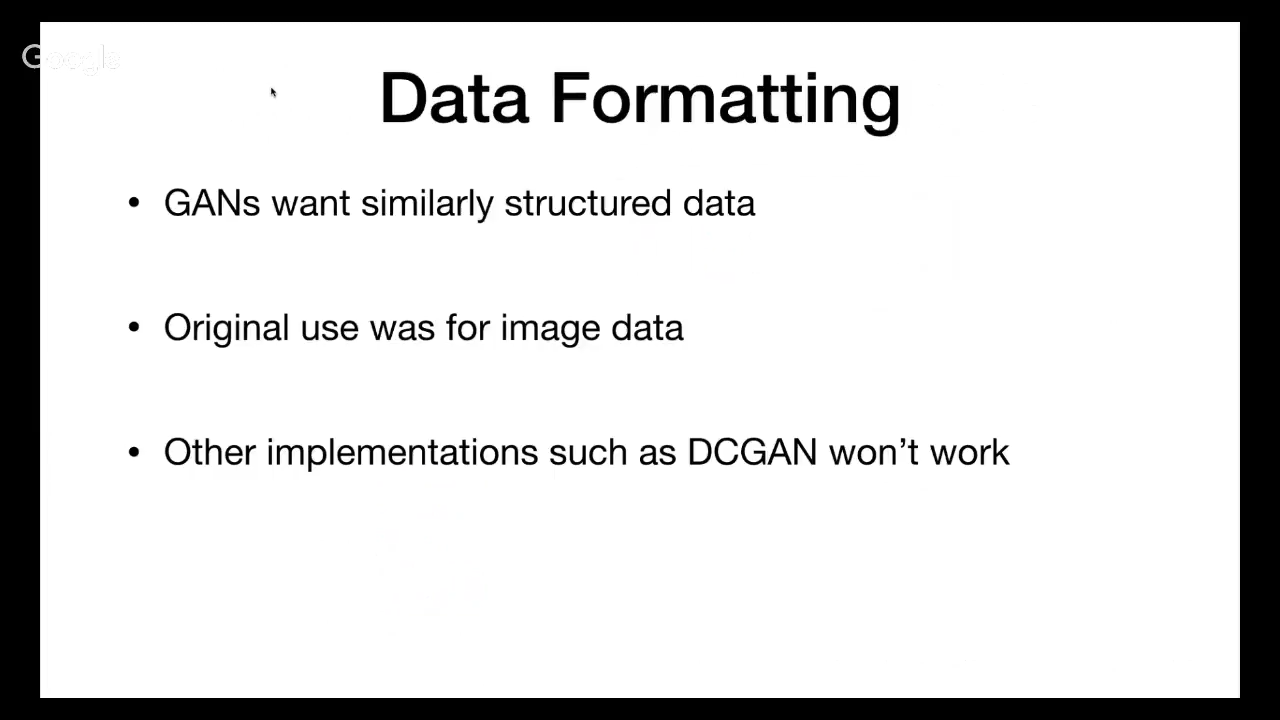 Google
Data Formatting
• GANs want similarly structured data
• Original use was for image data
• Other implementations such as DCGAN won’t work